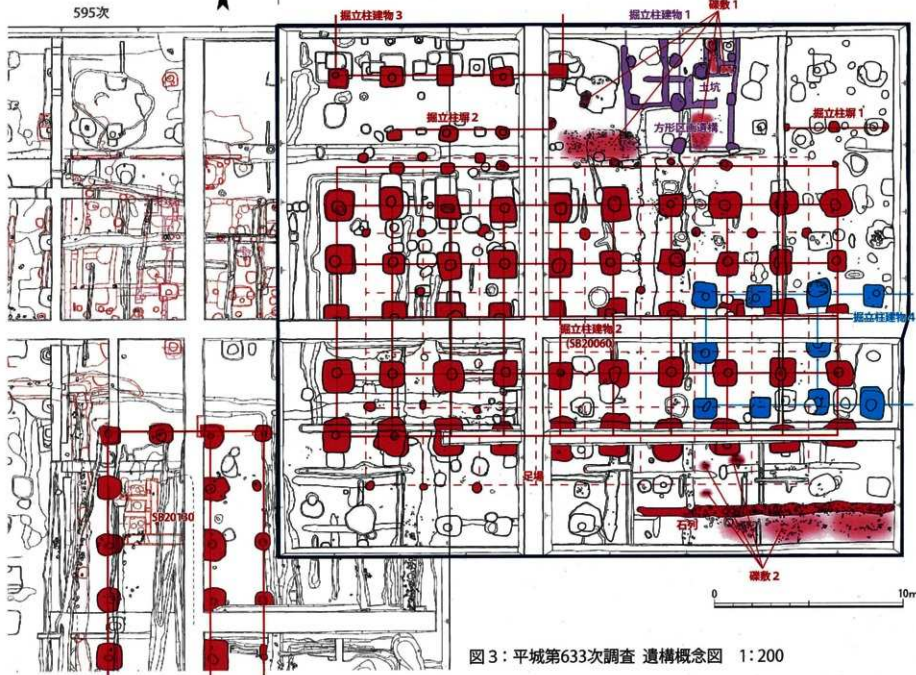 595次
掘立柱建物 3
掘立柱建物 1
礫敷 1
土坑
掘立柱塀 2
方形区画遺構
掘立柱塀 1
掘立柱建物 2
(SB20060)
掘立柱建物 4
SB20130
足場
石列
礫敷 2
0 10m
図3：平城第633次調査 遺構概念図 1:200